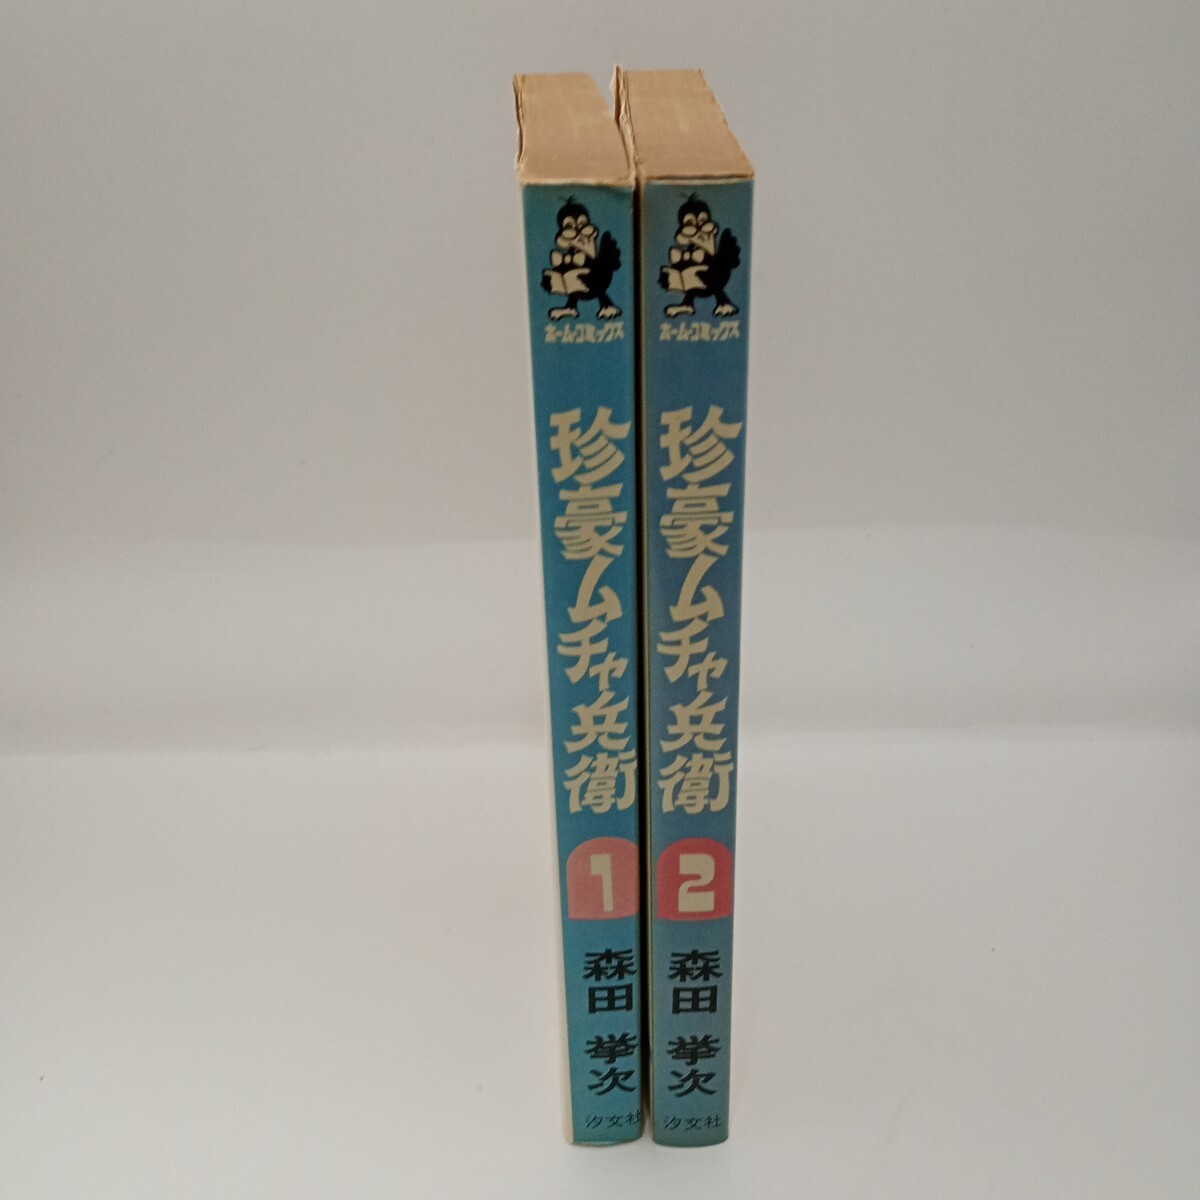 ホーム・コミックス
珍豪ムチャ兵衛
1
森田 拳次
汐文社
ホーム・コミックス
珍豪ムチャ兵衛
2
森田 拳次
汐文社